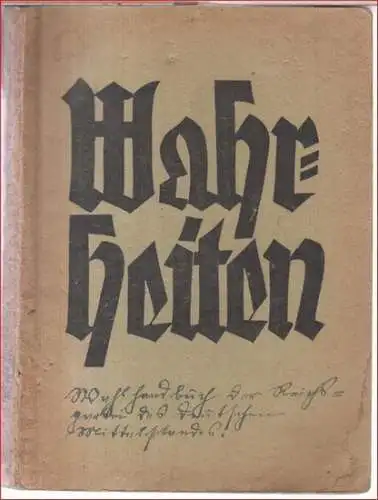 Wahr=
heiten
Wahlhandbuch der Reichs=
partei des deutschen
Mittelstandes.